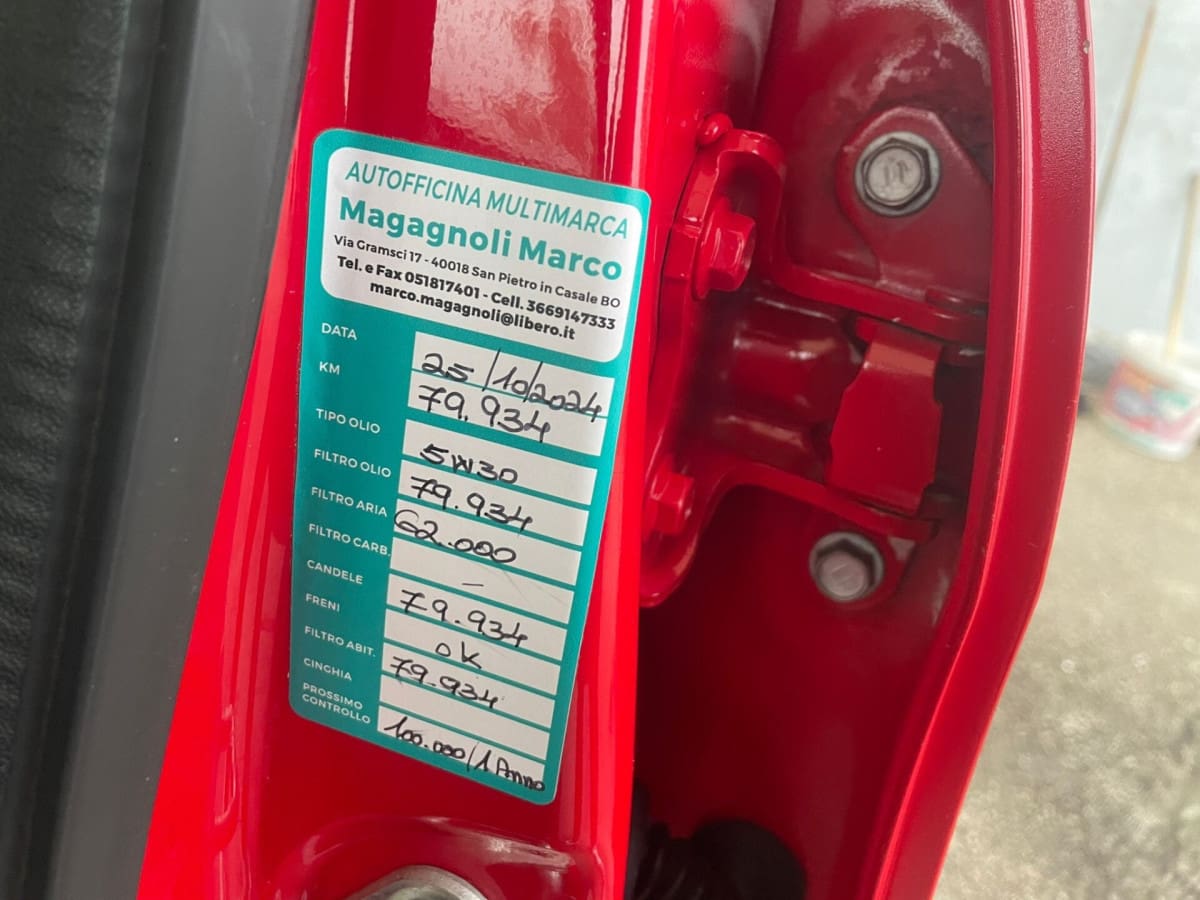 AUTOFFICINA MULTIMARCA
Magagnoli Marco
Via Gramsci 17 - 40018 San Pietro in Casale BO
Tel. e Fax 051817401 - Cell. 3669147333
marco.magagnoli@libero.it
DATA 25/10/2024
KM 79.934
TIPO OLIO 5W30
FILTRO OLIO 79.934
FILTRO ARIA 62.000
FILTRO CARB. -
CANDELE 79.934
FRENI OK
FILTRO ABIT. 79.934
CINGHIA
PROSSIMO
CONTROLLO 100.000/1 Anno